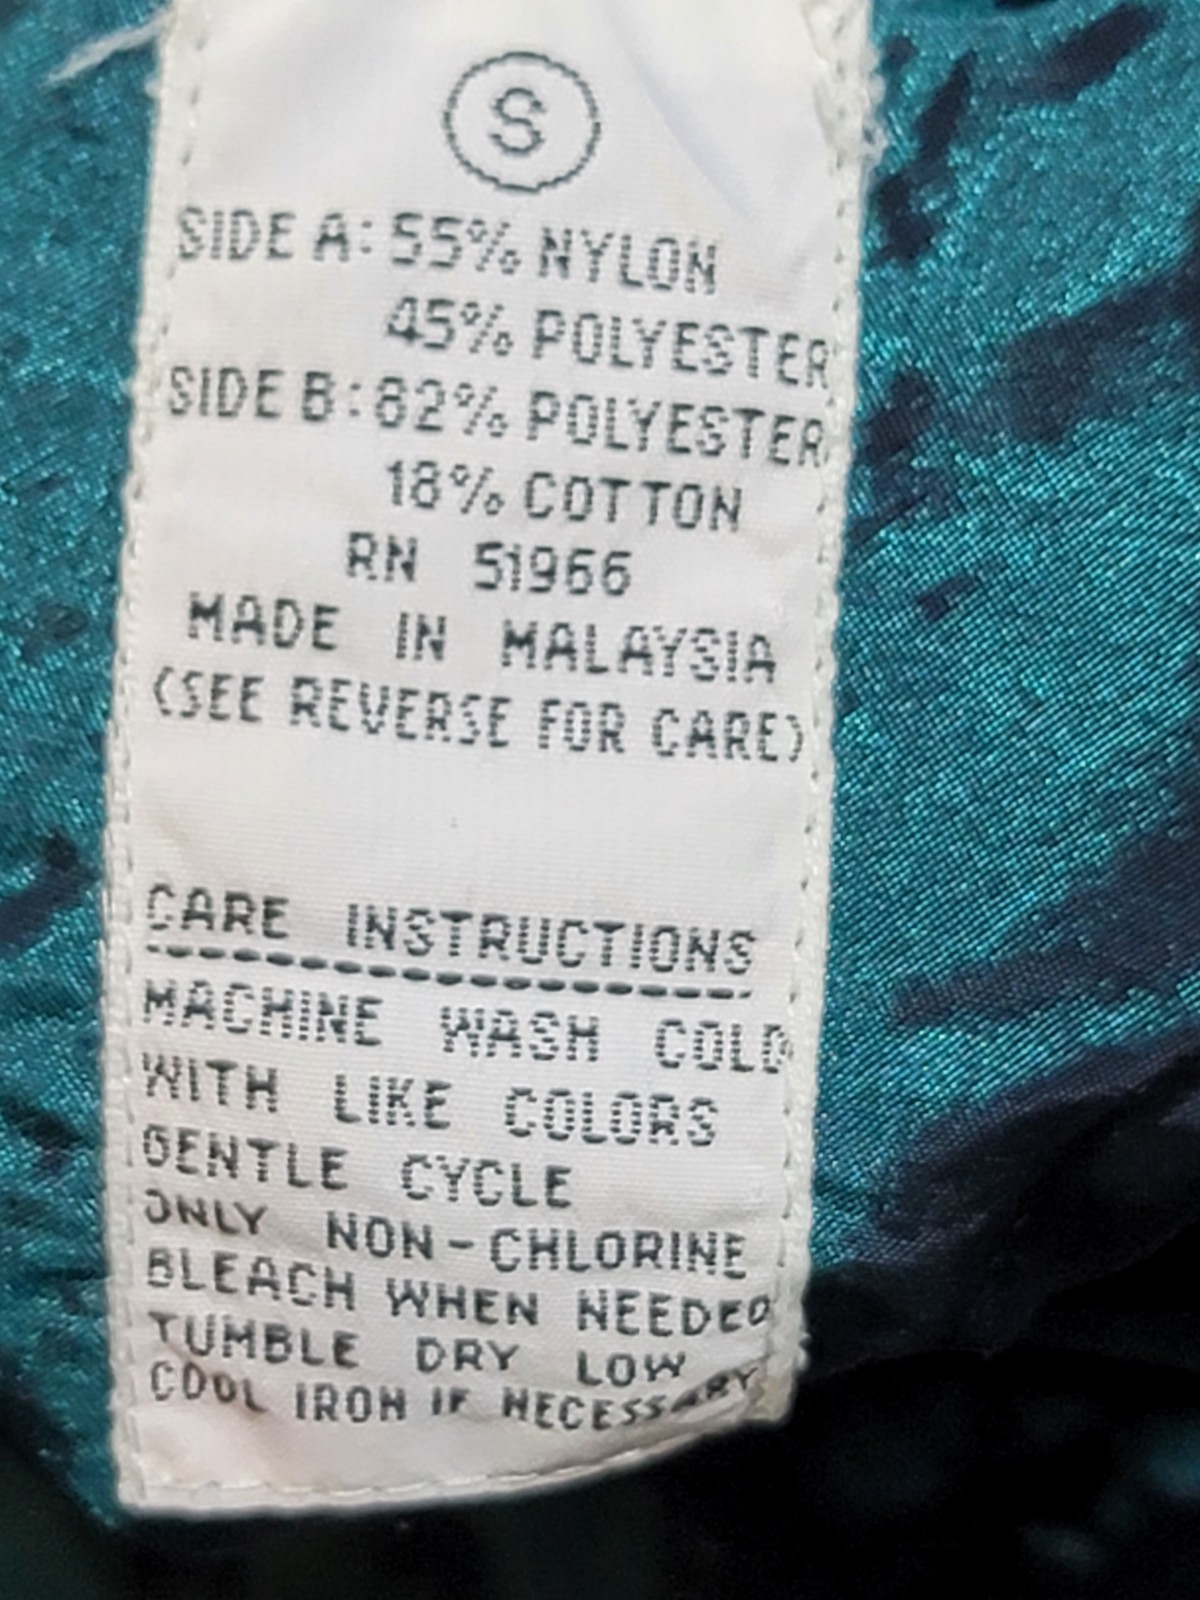 S
SIDE A: 55% NYLON
45% POLYESTER
SIDE B: 82% POLYESTER
18% COTTON
RN 51966
MADE IN MALAYSIA
(SEE REVERSE FOR CARE)
CARE INSTRUCTIONS
MACHINE WASH COLD
WITH LIKE COLORS
GENTLE CYCLE
ONLY NON-CHLORINE
BLEACH WHEN NEEDED
TUMBLE DRY LOW
COOL IRON IF NECESSARY